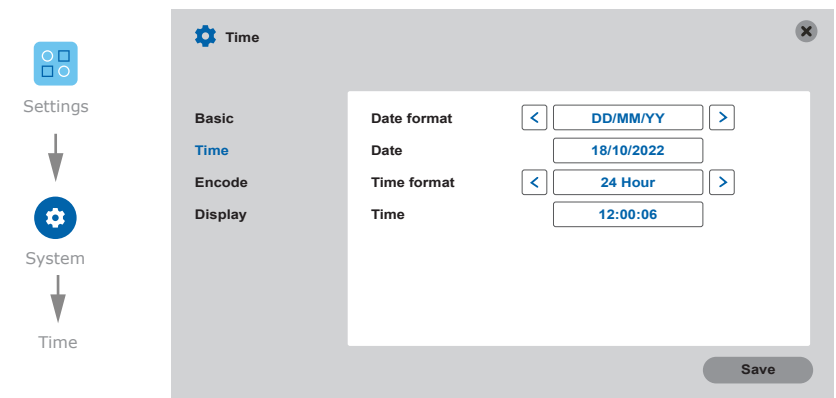 Settings
System
Time
Time
Basic
Time
Encode
Display
Date format < DD/MM/YY >
Date 18/10/2022
Time format < 24 Hour >
Time 12:00:06
Save